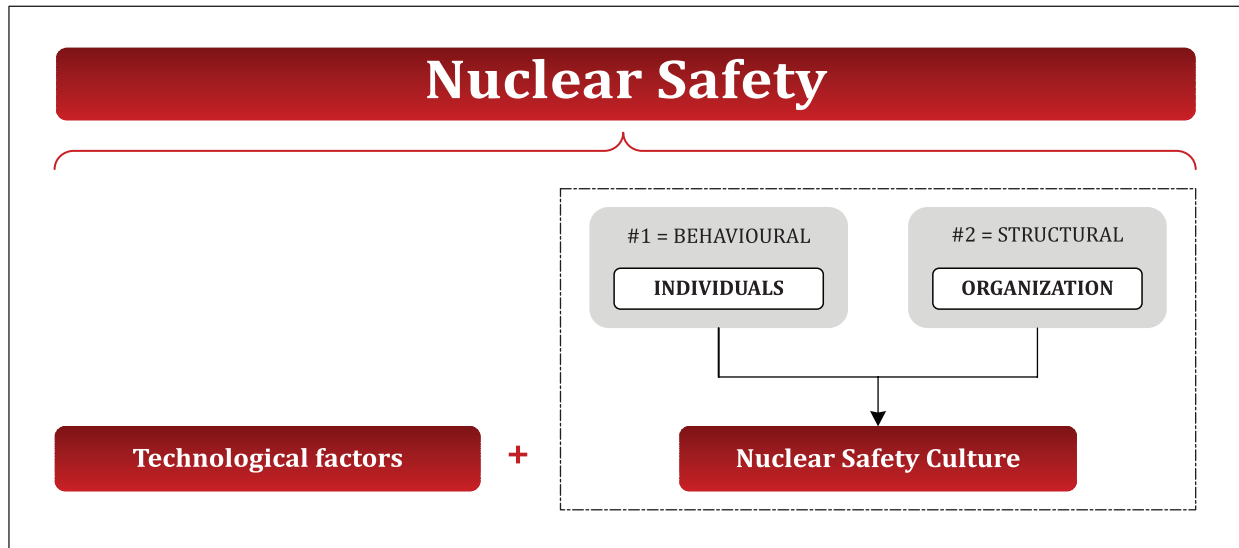 Nuclear Safety
#1 = BEHAVIOURAL
INDIVIDUALS
#2 = STRUCTURAL
ORGANIZATION
Technological factors
+
Nuclear Safety Culture